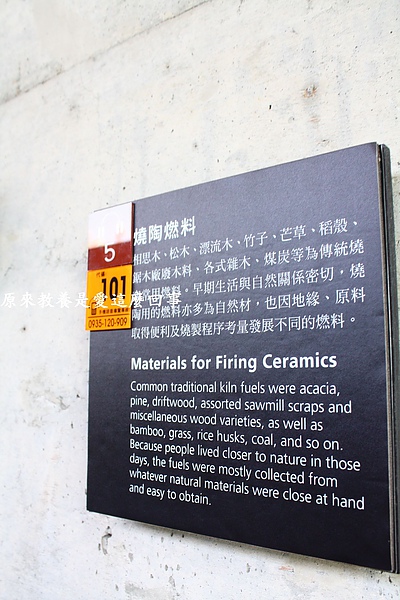 5
代碼
101
0935-120-909
燒陶燃料
相思木、松木、漂流木、竹子、芒草、稻殼、
鋸木廠廢木料、各式雜木、煤炭等為傳統燒
窯常用燃料。早期生活與自然關係密切，燒
陶用的燃料亦多為自然材，也因地緣、原料
取得便利及燒製程序考量發展不同的燃料。
Materials for Firing Ceramics
Common traditional kiln fuels were acacia,
pine, driftwood, assorted sawmill scraps and
miscellaneous wood varieties, as well as
bamboo, grass, rice husks, coal, and so on.
Because people lived closer to nature in those
days, the fuels were mostly collected from
whatever natural materials were close at hand
and easy to obtain.
原來教養是愛這麼回事